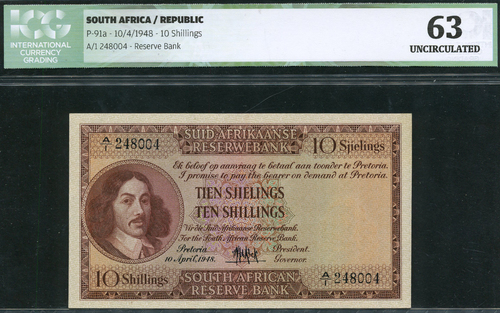 ICG
INTERNATIONAL
CURRENCY
GRADING
SOUTH AFRICA / REPUBLIC
P-91a - 10/4/1948 - 10 Shillings
A/1 248004 - Reserve Bank
63
UNCIRCULATED
A/1 248004
SUID-AFRIKAANSE
RESERWEBANK
10 Sjielings
Ek beloof op aanvraag te betaal aan toonder te Pretoria.
I promise to pay the bearer on demand at Pretoria.
TIEN SJIELINGS
TEN SHILLINGS
Vir die Suid-Afrikaanse Reserwebank.
For the South African Reserve Bank.
Pretoria
10 April, 1948.
President.
Governor.
10 Shillings
SOUTH AFRICAN
RESERVE BANK
A/1 248004